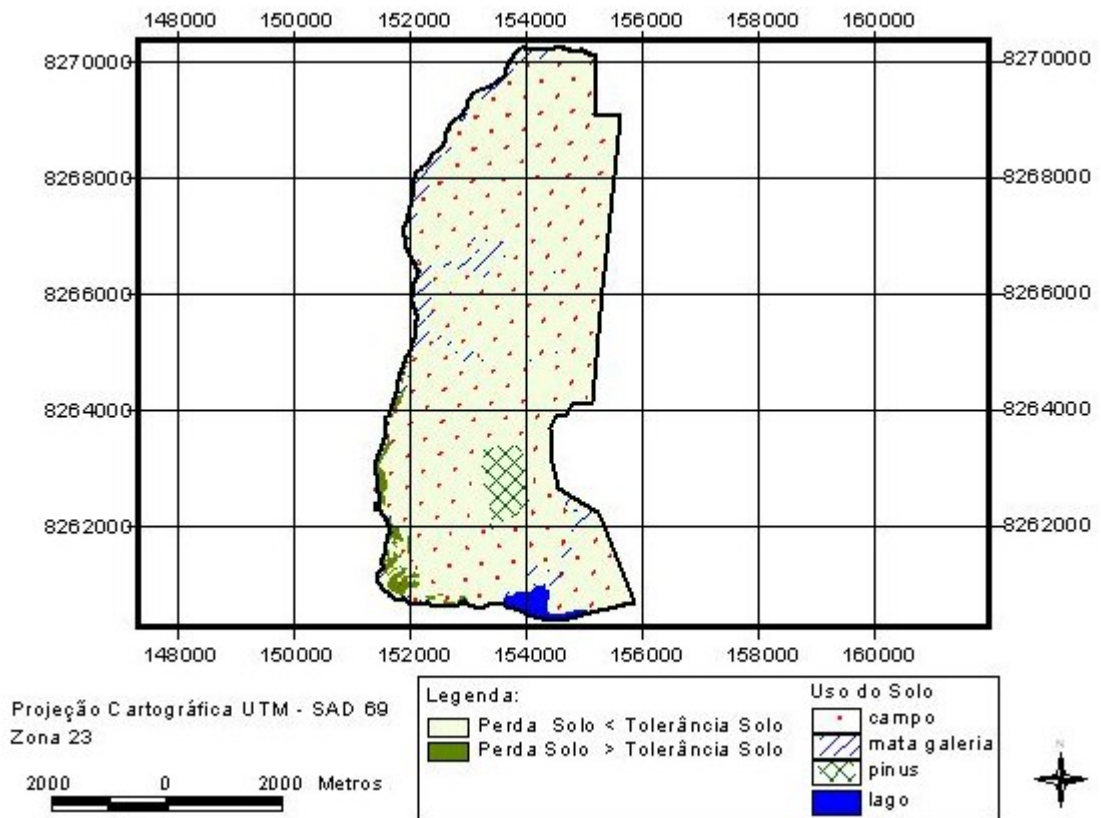 148000 150000 152000 154000 156000 158000 160000
8270000 8270000
8268000 8268000
8266000 8266000
8264000 8264000
8262000 8262000
148000 150000 152000 154000 156000 158000 160000
Projeção Cartográfica UTM - SAD 69
Zona 23
2000 0 2000 Metros
Legenda:
Perda Solo < Tolerância Solo
Perda Solo > Tolerância Solo
Uso do Solo
campo
mata galeria
pinus
lago
N